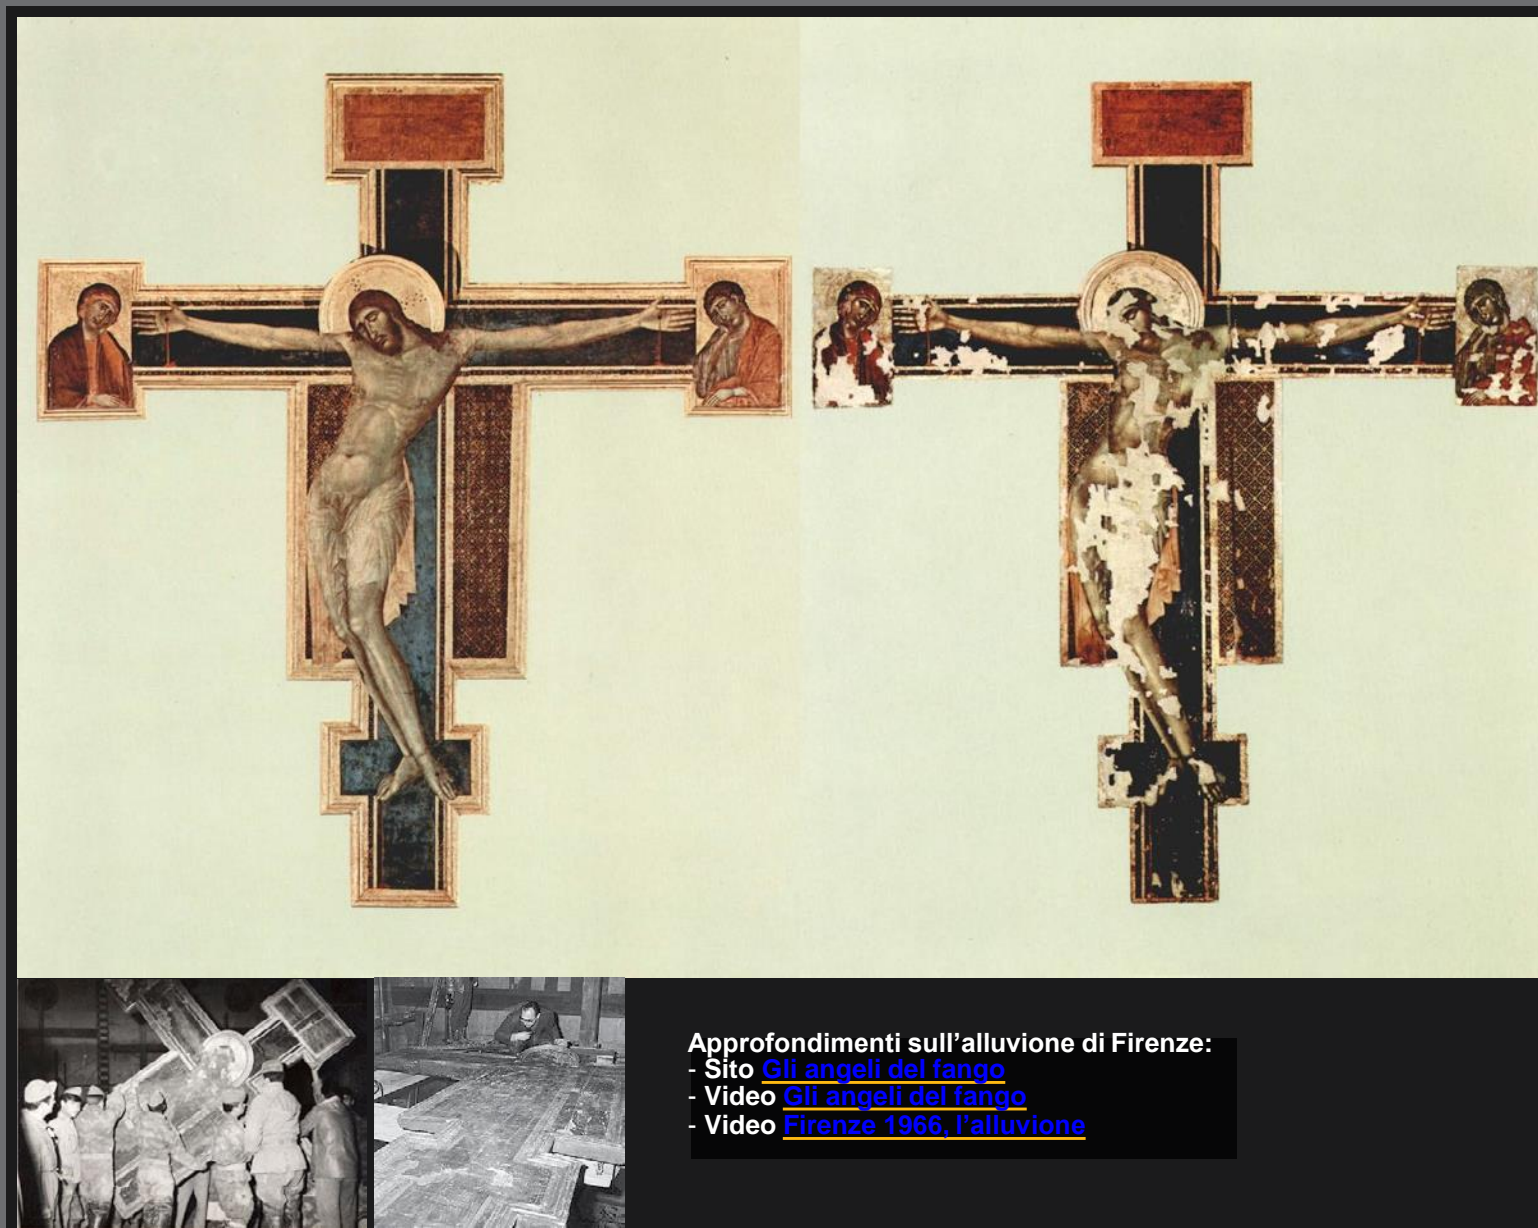 Approfondimenti sull’alluvione di Firenze:
- Sito Gli angeli del fango
- Video Gli angeli del fango
- Video Firenze 1966, l’alluvione